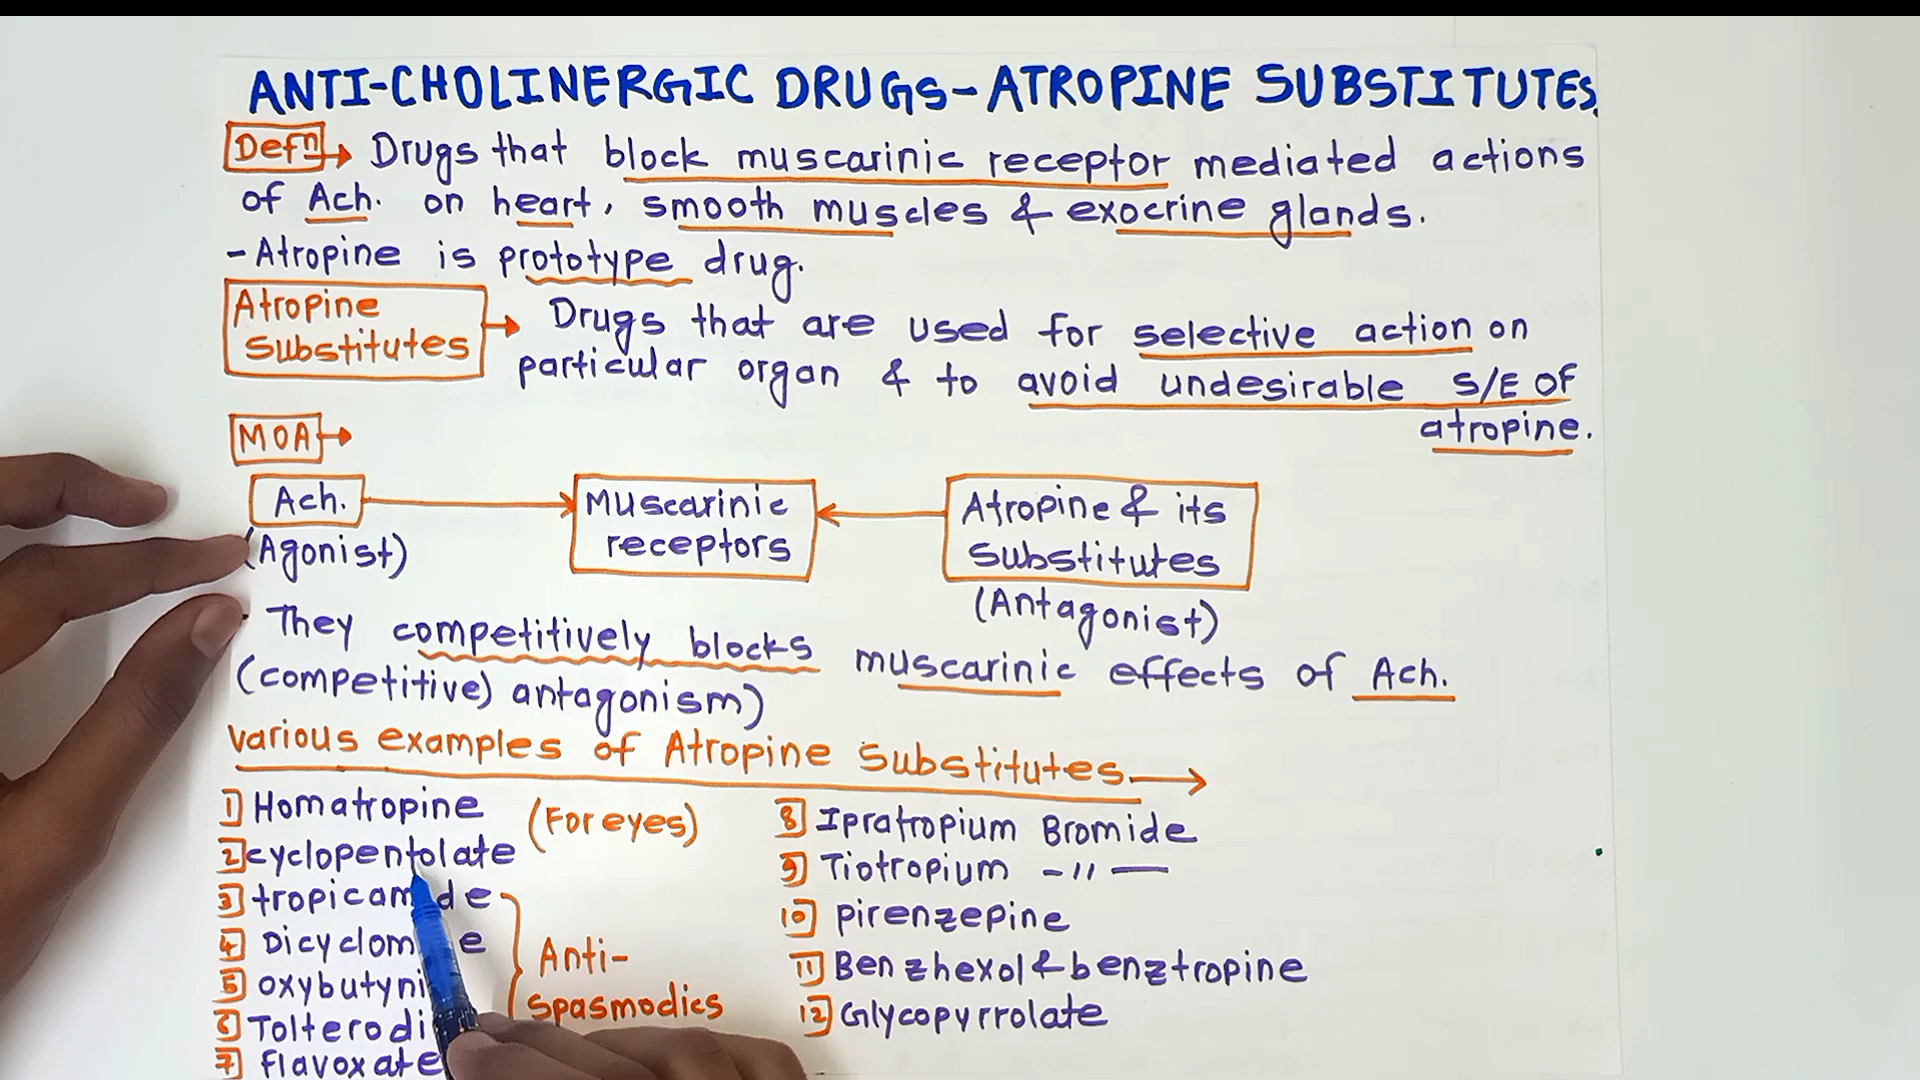 ANTI-CHOLINERGIC DRUGS-ATROPINE SUBSTITUTES.
Defn → Drugs that block muscarinic receptor mediated actions
of Ach. on heart, smooth muscles & exocrine glands.
-Atropine is prototype drug.
Atropine Substitutes → Drugs that are used for selective action on
particular organ & to avoid undesirable S/E OF
atropine.
MOA →
Ach. → Muscarinic receptors ← Atropine & its substitutes
(Agonist) (Antagonist)
They competitively blocks muscarinic effects of Ach.
(competitive) antagonism)
Various examples of Atropine Substitutes →
1 Homatropine (For eyes)
2 cyclopentolate
3 tropicam de
4 Dicyclom e
5 oxybutyni
6 Tolterodi
7 flavoxate
Anti-
spasmodics
8 Ipratropium Bromide
9 Tiotropium -"-
10 pirenzepine
11 Benzhexol & benztropine
12 Glycopyrrolate